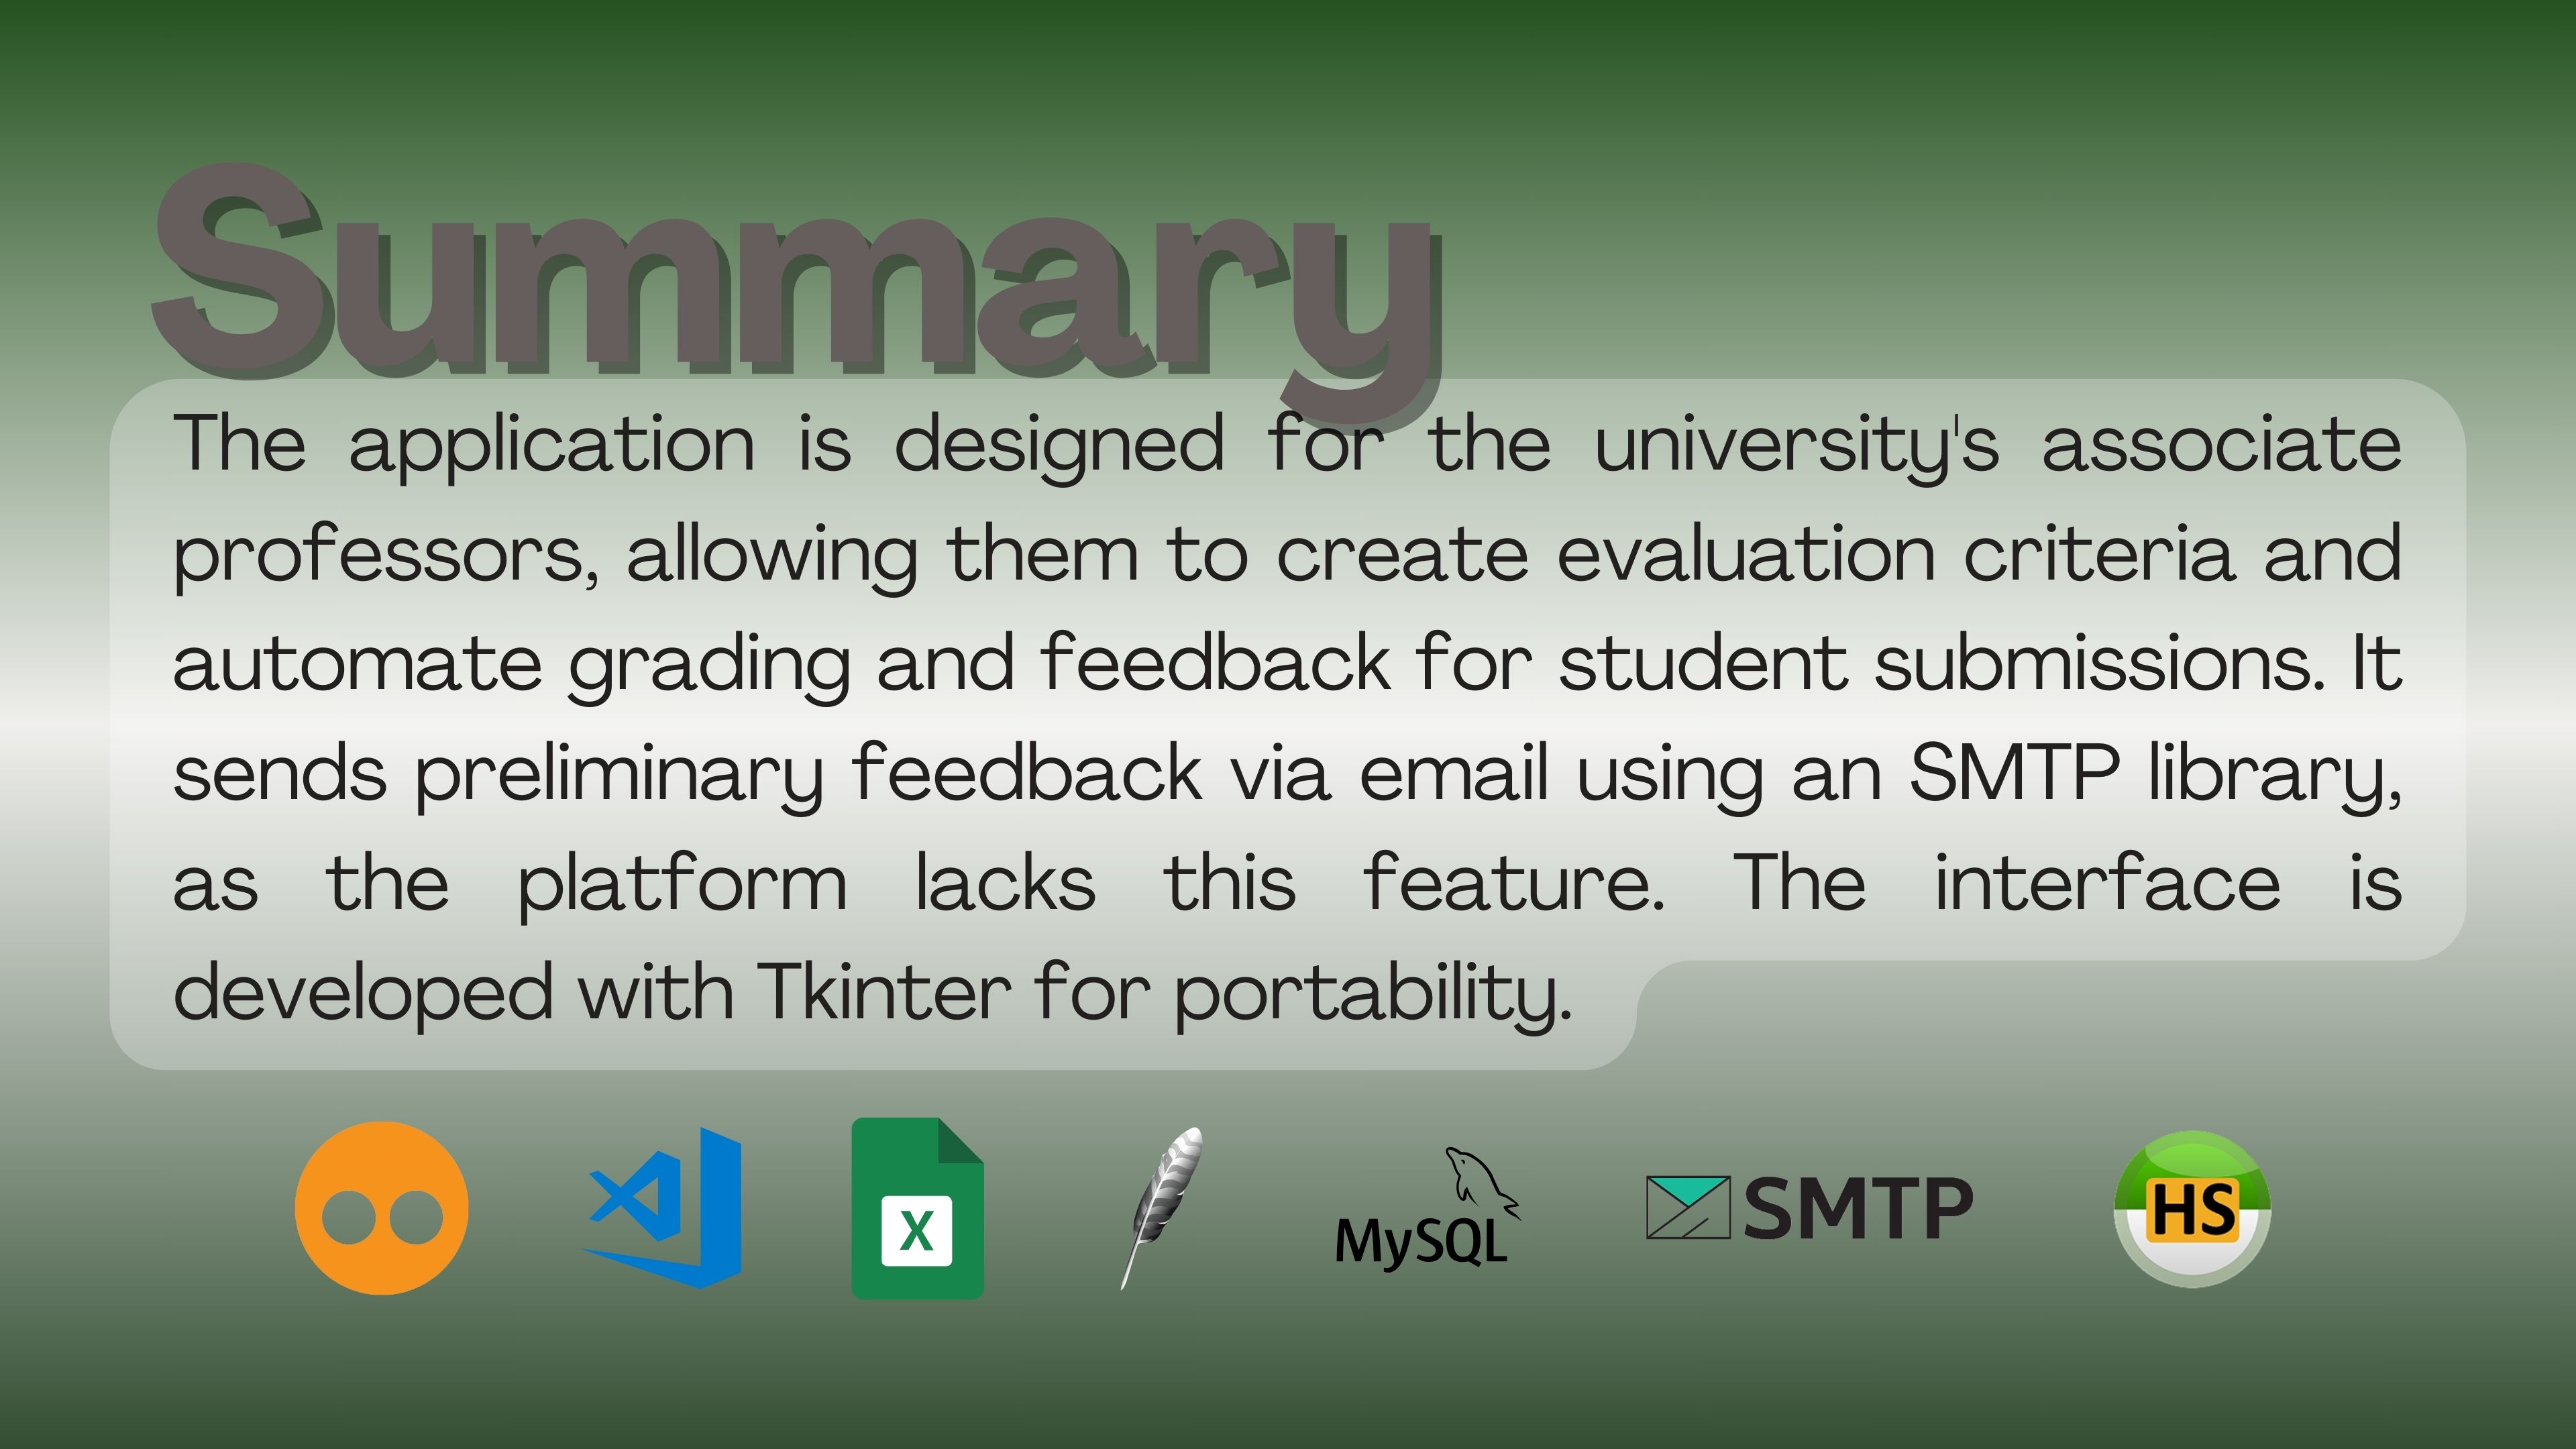 Summary
The application is designed for the university's associate
professors, allowing them to create evaluation criteria and
automate grading and feedback for student submissions. It
sends preliminary feedback via email using an SMTP library,
as the platform lacks this feature. The interface is
developed with Tkinter for portability.
X
MySQL
SMTP
HS